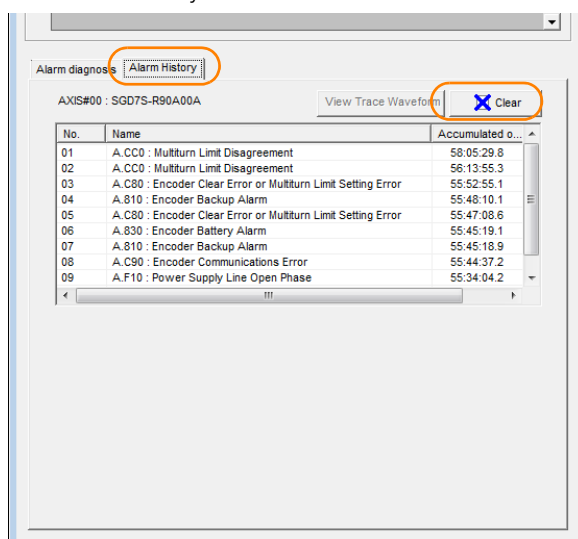 Alarm diagnosis Alarm History
AXIS#00 : SGD7S-R90A00A View Trace Waveform Clear
No. Name Accumulated o...
01 A.CC0 : Multiturn Limit Disagreement 58:05:29.8
02 A.CC0 : Multiturn Limit Disagreement 56:13:55.3
03 A.C80 : Encoder Clear Error or Multiturn Limit Setting Error 55:52:55.1
04 A.810 : Encoder Backup Alarm 55:48:10.1
05 A.C80 : Encoder Clear Error or Multiturn Limit Setting Error 55:47:08.6
06 A.830 : Encoder Battery Alarm 55:45:19.1
07 A.810 : Encoder Backup Alarm 55:45:18.9
08 A.C90 : Encoder Communications Error 55:44:37.2
09 A.F10 : Power Supply Line Open Phase 55:34:04.2